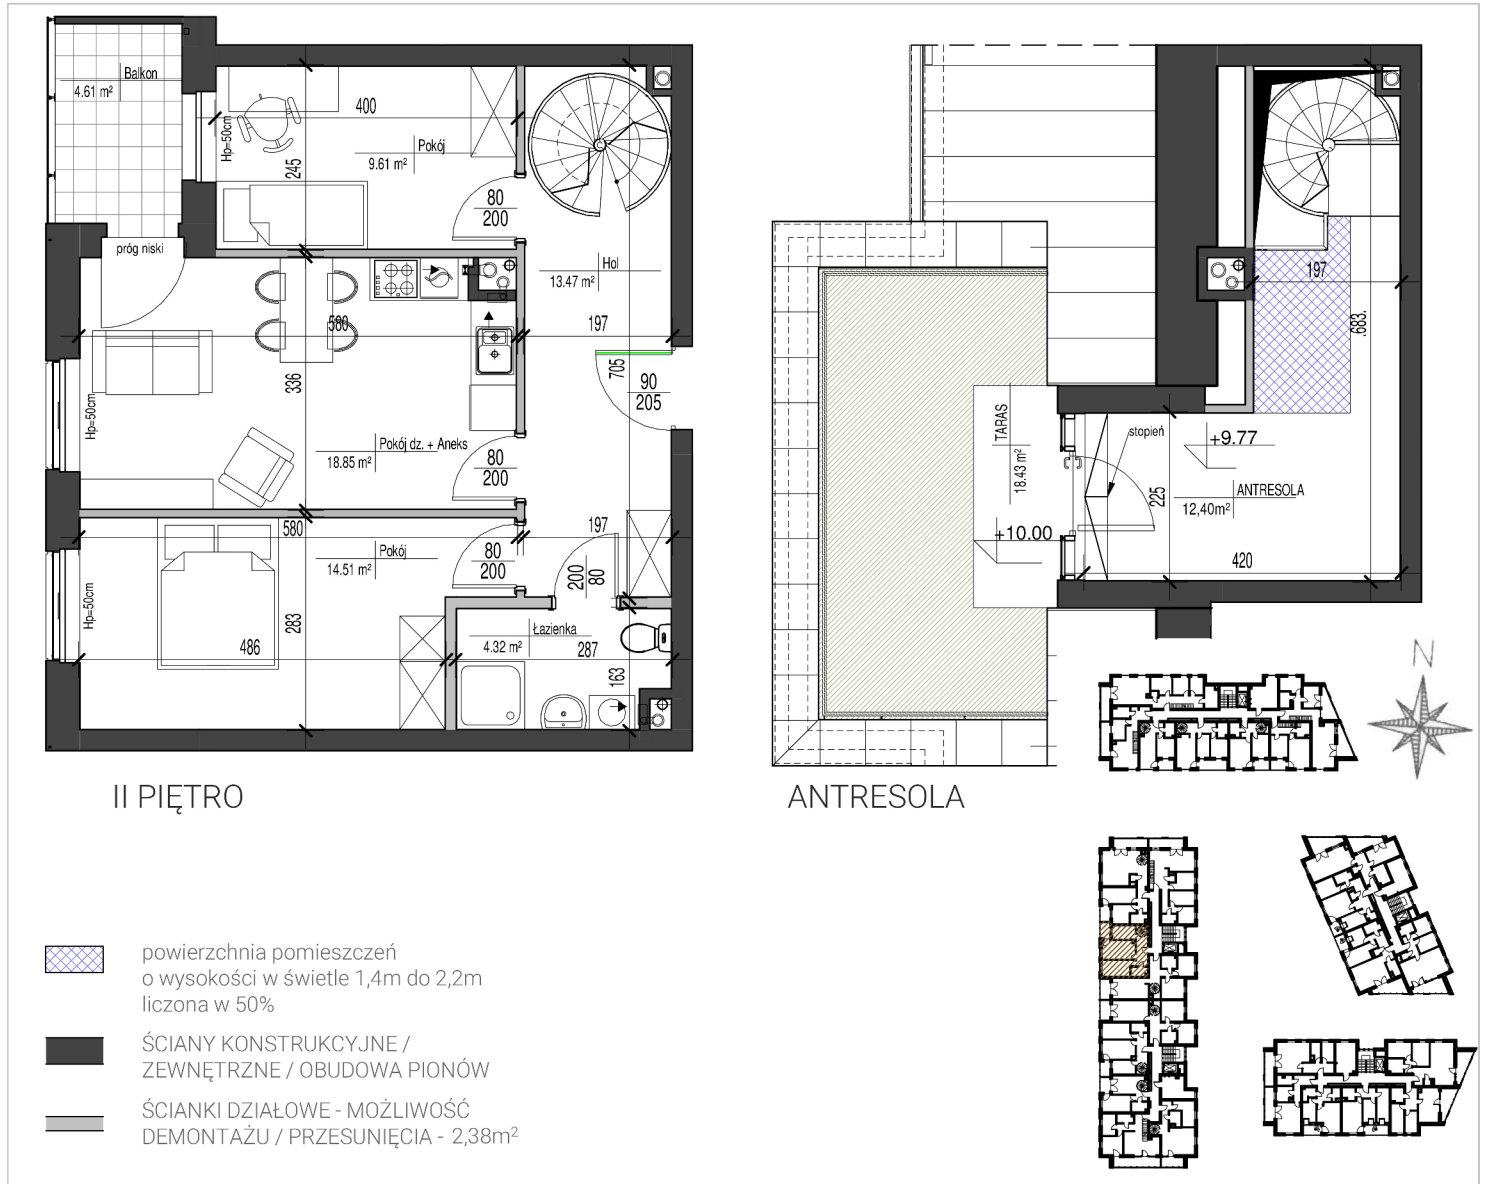 Balkon
4.61 m²
Hp=50cm
400
245
Pokój
9.61 m²
80
200
próg niski
Hol
13.47 m²
580
336
197
705
90
205
Hp=50cm
Pokój dz. + Aneks
18.85 m²
80
200
580
Pokój
14.51 m²
80
200
197
200
80
Hp=50cm
486
283
Łazienka
4.32 m²
287
163
II PIĘTRO
197
.683.
TARAS
18.43 m²
stopień
+9.77
225
ANTRESOLA
12,40m²
+10.00
420
N
ANTRESOLA
powierzchnia pomieszczeń
o wysokości w świetle 1,4m do 2,2m
liczona w 50%
ŚCIANY KONSTRUKCYJNE /
ZEWNĘTRZNE / OBUDOWA PIONÓW
ŚCIANKI DZIAŁOWE - MOŻLIWOŚĆ
DEMONTAŻU / PRZESUNIĘCIA - 2,38m²